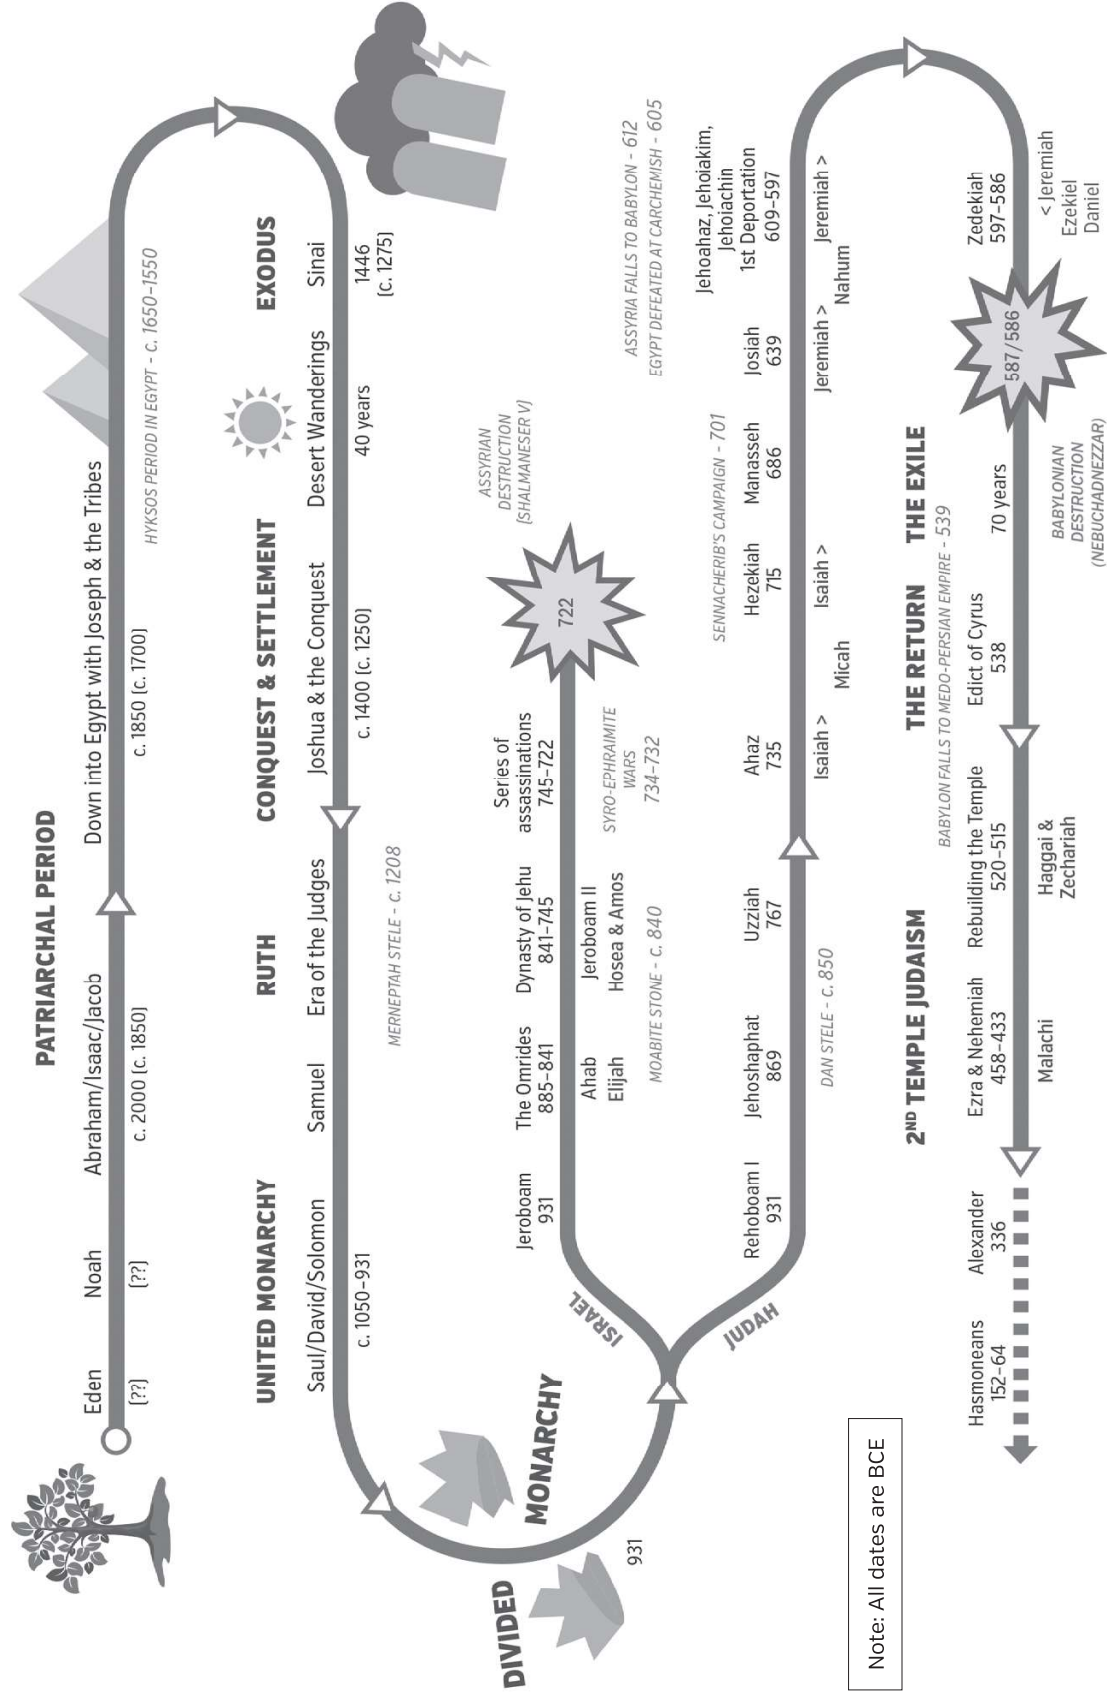 PATRIARCHAL PERIOD
Eden
(??)
Noah
(??)
Abraham/Isaac/Jacob
c. 2000 (c. 1850)
Down into Egypt with Joseph & the Tribes
c. 1850 (c. 1700)
HYKSOS PERIOD IN EGYPT - c. 1650-1550
UNITED MONARCHY
RUTH
CONQUEST & SETTLEMENT
EXODUS
Saul/David/Solomon
c. 1050-931
Samuel
Era of the Judges
MERNEPTAH STELE - c. 1208
Joshua & the Conquest
c. 1400 (c. 1250)
Desert Wanderings
40 years
Sinai
1446
(c. 1275)
DIVIDED
MONARCHY
931
ISRAEL
Jeroboam
931
The Omrides
885-841
Ahab
Elijah
Dynasty of Jehu
841-745
Jeroboam II
Hosea & Amos
MOABITE STONE - c. 840
Series of
assassinations
745-722
SYRO-EPHRAIMITE
WARS
734-732
722
ASSYRIAN
DESTRUCTION
(SHALMANESER V)
JUDAH
Rehoboam I
931
Jehoshaphat
869
DAN STELE - c. 850
Uzziah
767
Ahaz
735
Isaiah >
Micah
Hezekiah
715
Isaiah >
SENNACHERIB'S CAMPAIGN - 701
Manasseh
686
Josiah
639
Jeremiah >
Nahum
ASSYRIA FALLS TO BABYLON - 612
EGYPT DEFEATED AT CARCHEMISH - 605
Jehoahaz, Jehoiakim,
Jehoiachin
1st Deportation
609-597
Jeremiah >
2ND TEMPLE JUDAISM
THE RETURN
THE EXILE
BABYLON FALLS TO MEDO-PERSIAN EMPIRE - 539
Hasmoneans
152-64
Alexander
336
Ezra & Nehemiah
458-433
Malachi
Rebuilding the Temple
520-515
Haggai &
Zechariah
Edict of Cyrus
538
70 years
587/586
BABYLONIAN
DESTRUCTION
(NEBUCHADNEZZAR)
Zedekiah
597-586
< Jeremiah
Ezekiel
Daniel
Note: All dates are BCE